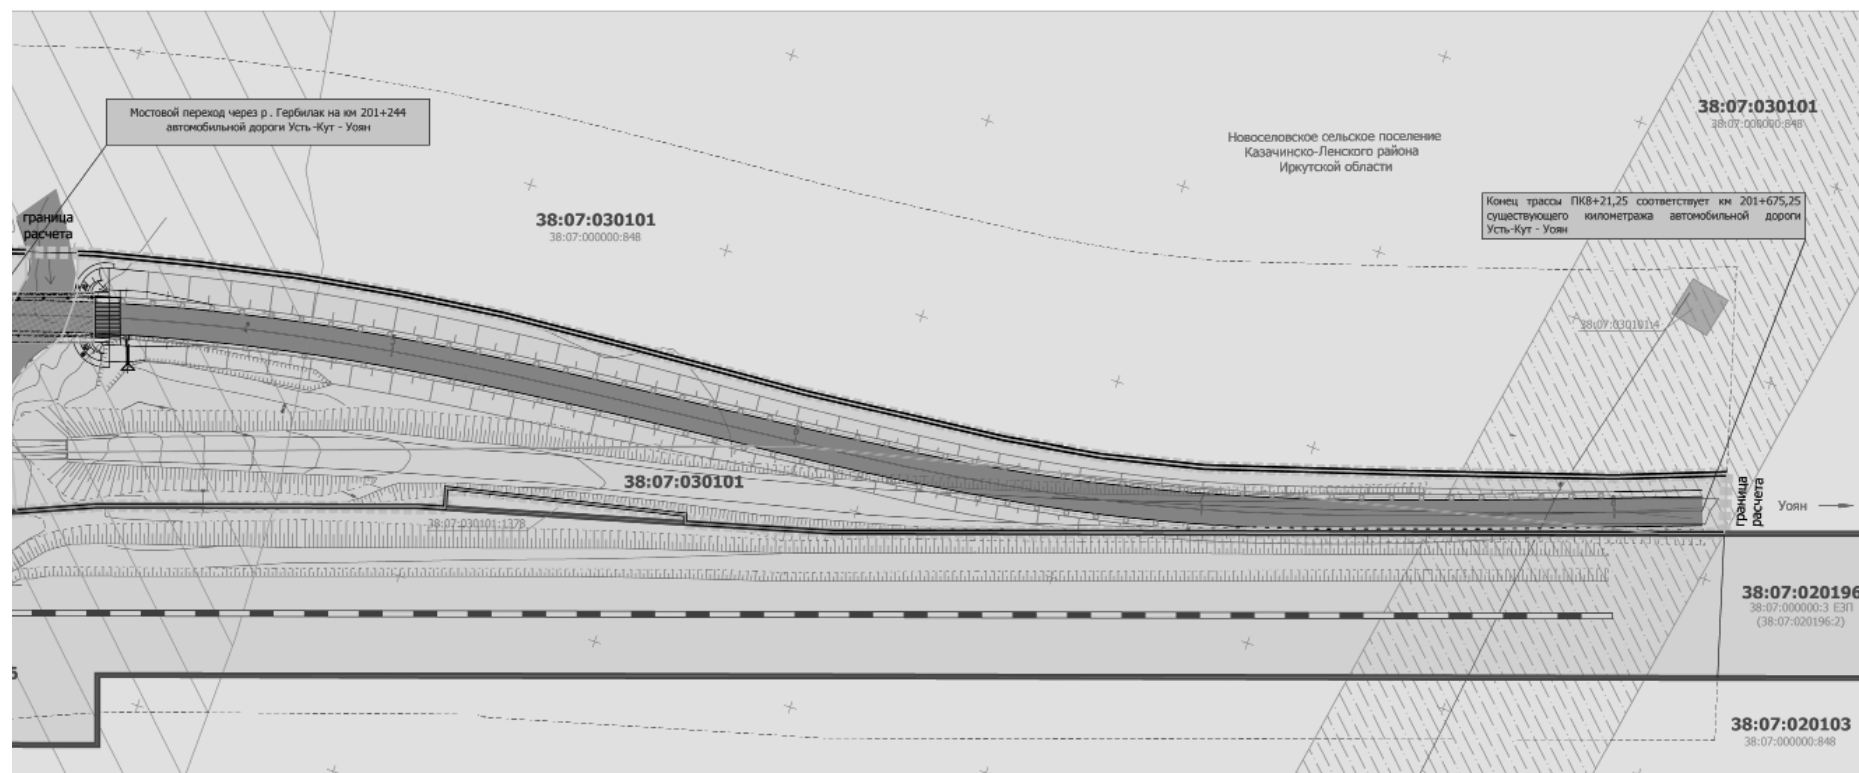 38:07:030101
38:07:000000:848
Мостовой переход через р . Гербилак на км 201+244
автомобильной дороги Усть -Кут - Уоян
Новоселовское сельское поселение
Казачинско-Ленского района
Иркутской области
граница
расчета
38:07:030101
38:07:000000:848
Конец трассы ПК8+21,25 соответствует км 201+675,25
существующего километража автомобильной дороги
Усть-Кут - Уоян
38:07:030101:4
38:07:030101
38:07:030101:1378
граница
расчета
Уоян
38:07:020196
38:07:000000:3 ЕЗП
(38:07:020196:2)
38:07:020103
38:07:000000:848